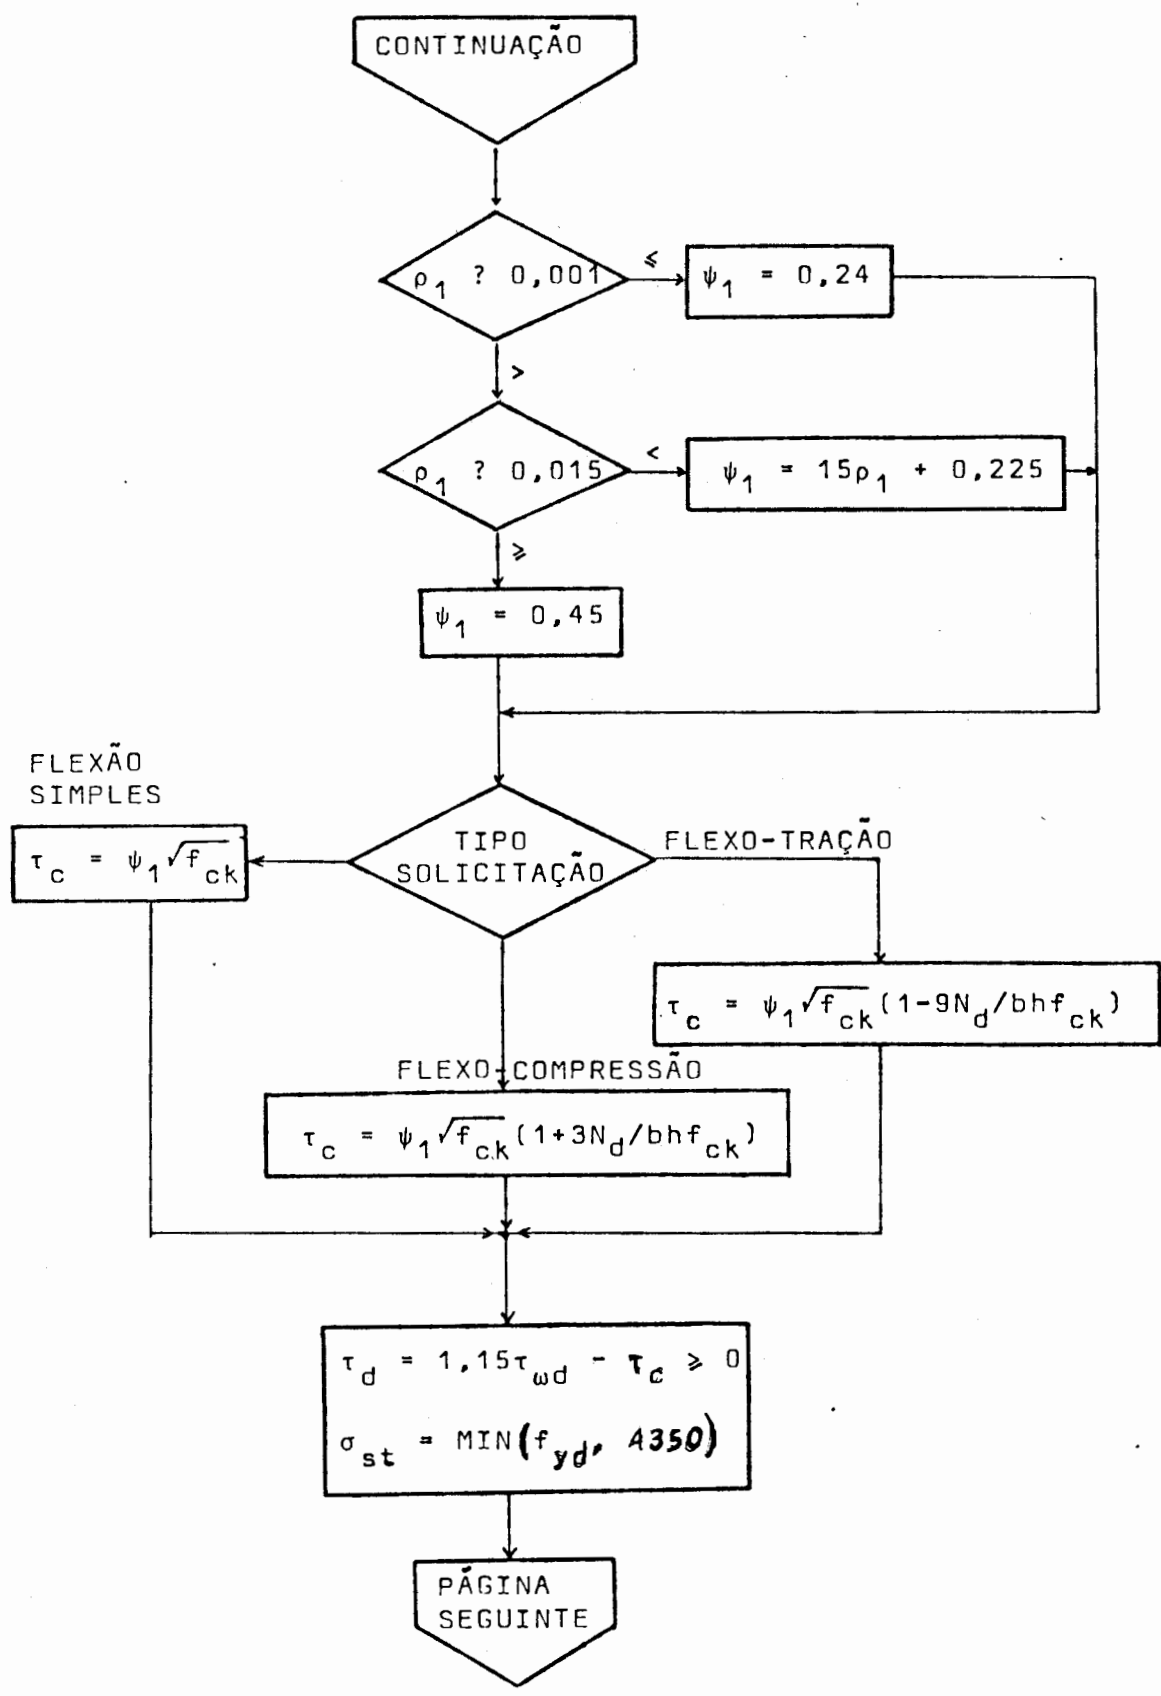 CONTINUAÇÃO
ρ₁ ? 0,001
⩽
ψ₁ = 0,24
>
ρ₁ ? 0,015
<
ψ₁ = 15ρ₁ + 0,225
⩾
ψ₁ = 0,45
FLEXÃO
SIMPLES
τc = ψ₁√fck
TIPO
SOLICITAÇÃO
FLEXO-TRAÇÃO
τc = ψ₁√fck(1-9Nd/bhfck)
FLEXO-COMPRESSÃO
τc = ψ₁√fck(1+3Nd/bhfck)
τd = 1,15τωd - τc ⩾ 0
σst = MIN(fyd, 4350)
PÁGINA
SEGUINTE